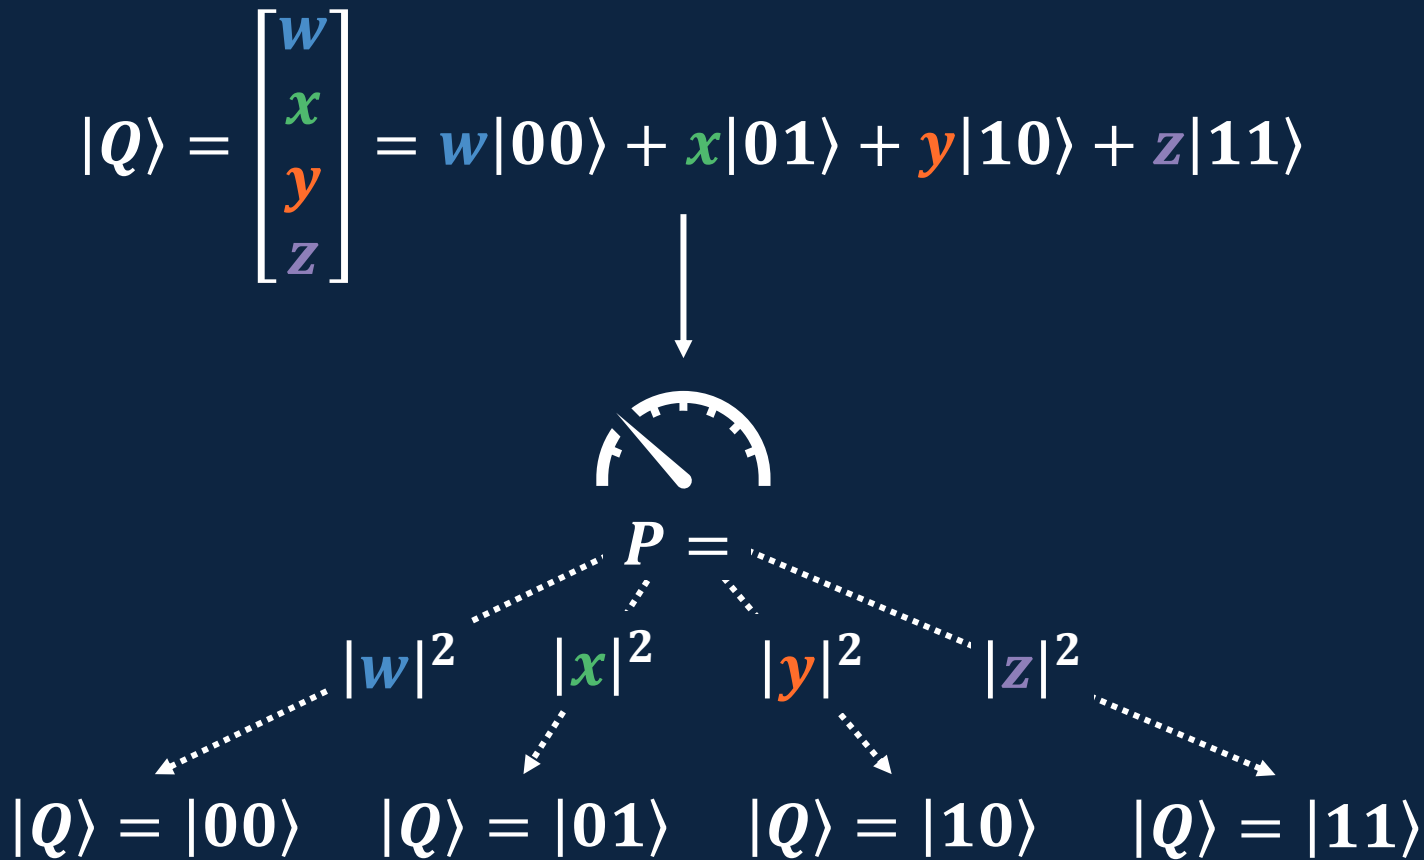 |Q⟩ = [w x y z] = w|00⟩ + x|01⟩ + y|10⟩ + z|11⟩
P =
|w|² |x|² |y|² |z|²
|Q⟩ = |00⟩ |Q⟩ = |01⟩ |Q⟩ = |10⟩ |Q⟩ = |11⟩